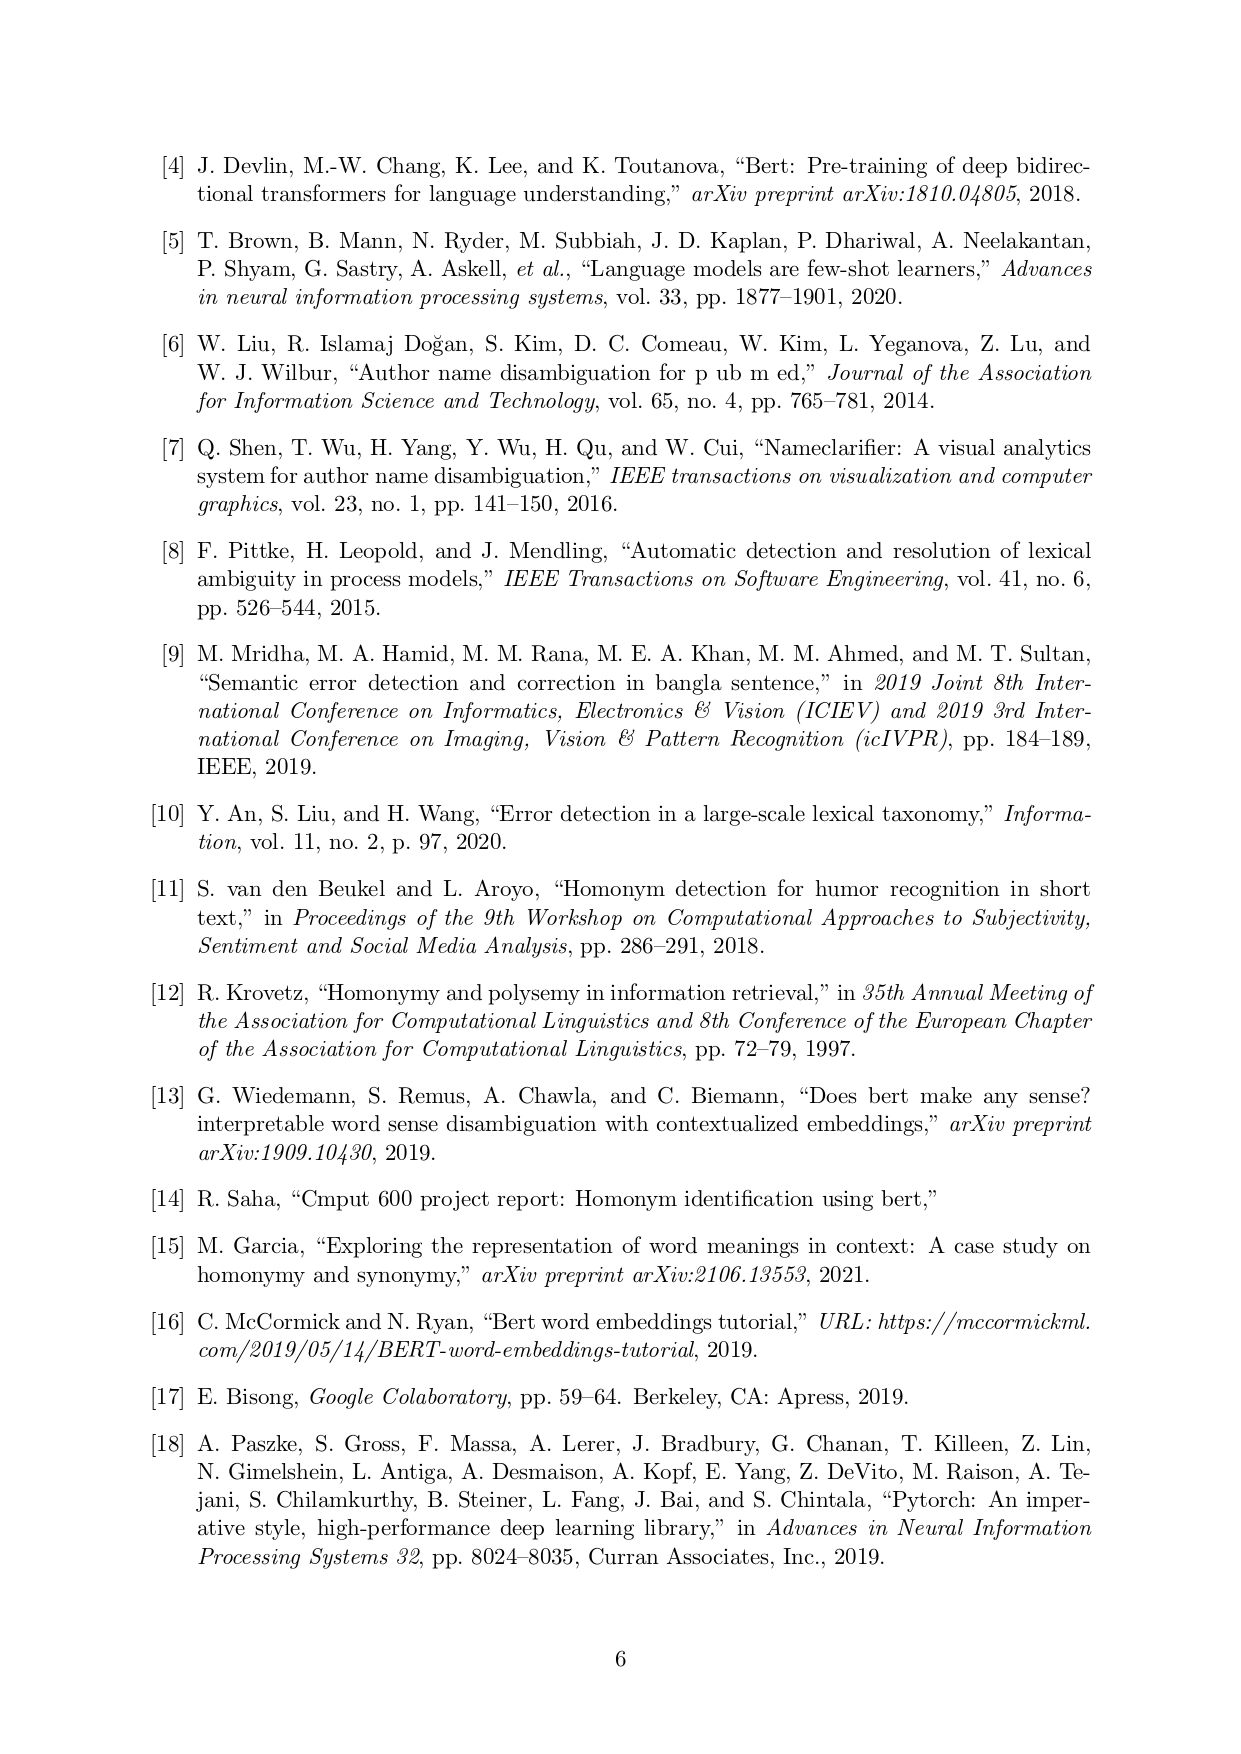 [4] J. Devlin, M.-W. Chang, K. Lee, and K. Toutanova, “Bert: Pre-training of deep bidirec-
tional transformers for language understanding,” arXiv preprint arXiv:1810.04805, 2018.
[5] T. Brown, B. Mann, N. Ryder, M. Subbiah, J. D. Kaplan, P. Dhariwal, A. Neelakantan,
P. Shyam, G. Sastry, A. Askell, et al., “Language models are few-shot learners,” Advances
in neural information processing systems, vol. 33, pp. 1877–1901, 2020.
[6] W. Liu, R. Islamaj Doğan, S. Kim, D. C. Comeau, W. Kim, L. Yeganova, Z. Lu, and
W. J. Wilbur, “Author name disambiguation for p ub m ed,” Journal of the Association
for Information Science and Technology, vol. 65, no. 4, pp. 765–781, 2014.
[7] Q. Shen, T. Wu, H. Yang, Y. Wu, H. Qu, and W. Cui, “Nameclarifier: A visual analytics
system for author name disambiguation,” IEEE transactions on visualization and computer
graphics, vol. 23, no. 1, pp. 141–150, 2016.
[8] F. Pittke, H. Leopold, and J. Mendling, “Automatic detection and resolution of lexical
ambiguity in process models,” IEEE Transactions on Software Engineering, vol. 41, no. 6,
pp. 526–544, 2015.
[9] M. Mridha, M. A. Hamid, M. M. Rana, M. E. A. Khan, M. M. Ahmed, and M. T. Sultan,
“Semantic error detection and correction in bangla sentence,” in 2019 Joint 8th Inter-
national Conference on Informatics, Electronics & Vision (ICIEV) and 2019 3rd Inter-
national Conference on Imaging, Vision & Pattern Recognition (icIVPR), pp. 184–189,
IEEE, 2019.
[10] Y. An, S. Liu, and H. Wang, “Error detection in a large-scale lexical taxonomy,” Informa-
tion, vol. 11, no. 2, p. 97, 2020.
[11] S. van den Beukel and L. Aroyo, “Homonym detection for humor recognition in short
text,” in Proceedings of the 9th Workshop on Computational Approaches to Subjectivity,
Sentiment and Social Media Analysis, pp. 286–291, 2018.
[12] R. Krovetz, “Homonymy and polysemy in information retrieval,” in 35th Annual Meeting of
the Association for Computational Linguistics and 8th Conference of the European Chapter
of the Association for Computational Linguistics, pp. 72–79, 1997.
[13] G. Wiedemann, S. Remus, A. Chawla, and C. Biemann, “Does bert make any sense?
interpretable word sense disambiguation with contextualized embeddings,” arXiv preprint
arXiv:1909.10430, 2019.
[14] R. Saha, “Cmput 600 project report: Homonym identification using bert,”
[15] M. Garcia, “Exploring the representation of word meanings in context: A case study on
homonymy and synonymy,” arXiv preprint arXiv:2106.13553, 2021.
[16] C. McCormick and N. Ryan, “Bert word embeddings tutorial,” URL: https://mccormickml.
com/2019/05/14/BERT-word-embeddings-tutorial, 2019.
[17] E. Bisong, Google Colaboratory, pp. 59–64. Berkeley, CA: Apress, 2019.
[18] A. Paszke, S. Gross, F. Massa, A. Lerer, J. Bradbury, G. Chanan, T. Killeen, Z. Lin,
N. Gimelshein, L. Antiga, A. Desmaison, A. Kopf, E. Yang, Z. DeVito, M. Raison, A. Te-
jani, S. Chilamkurthy, B. Steiner, L. Fang, J. Bai, and S. Chintala, “Pytorch: An imper-
ative style, high-performance deep learning library,” in Advances in Neural Information
Processing Systems 32, pp. 8024–8035, Curran Associates, Inc., 2019.
6